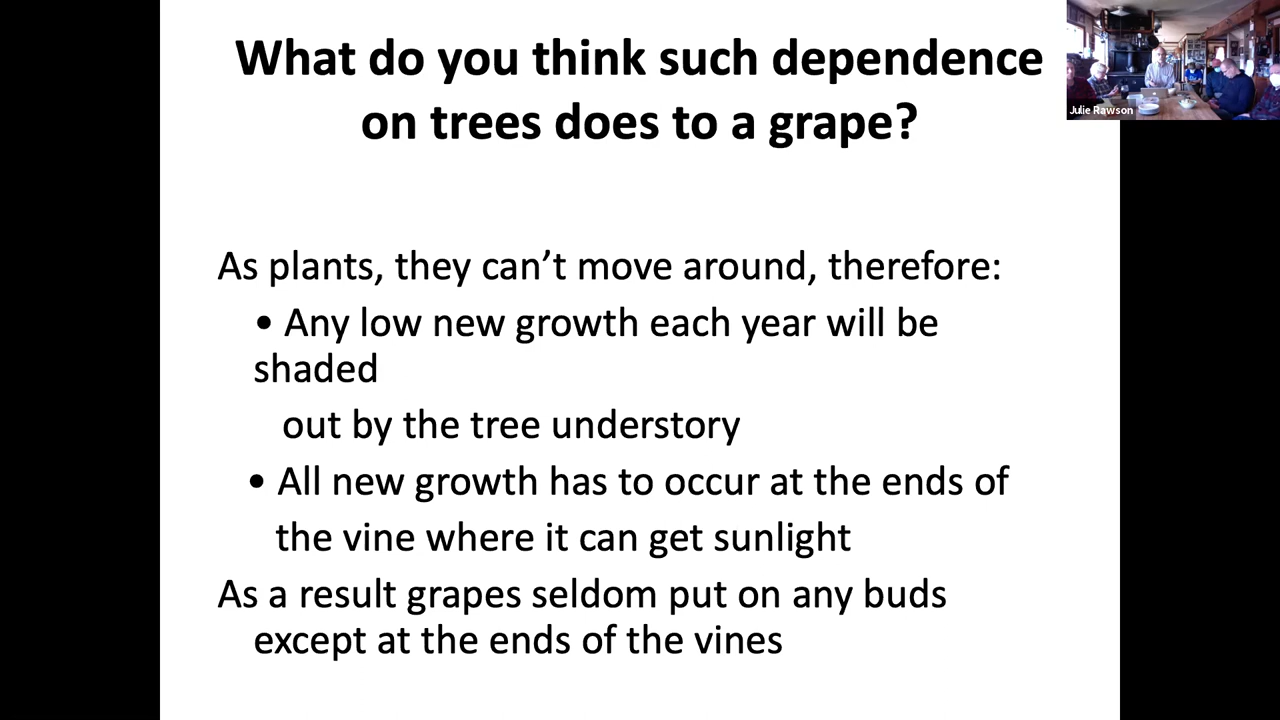 What do you think such dependence
on trees does to a grape?
Julie Rawson
As plants, they can’t move around, therefore:
• Any low new growth each year will be
shaded
out by the tree understory
• All new growth has to occur at the ends of
the vine where it can get sunlight
As a result grapes seldom put on any buds
except at the ends of the vines